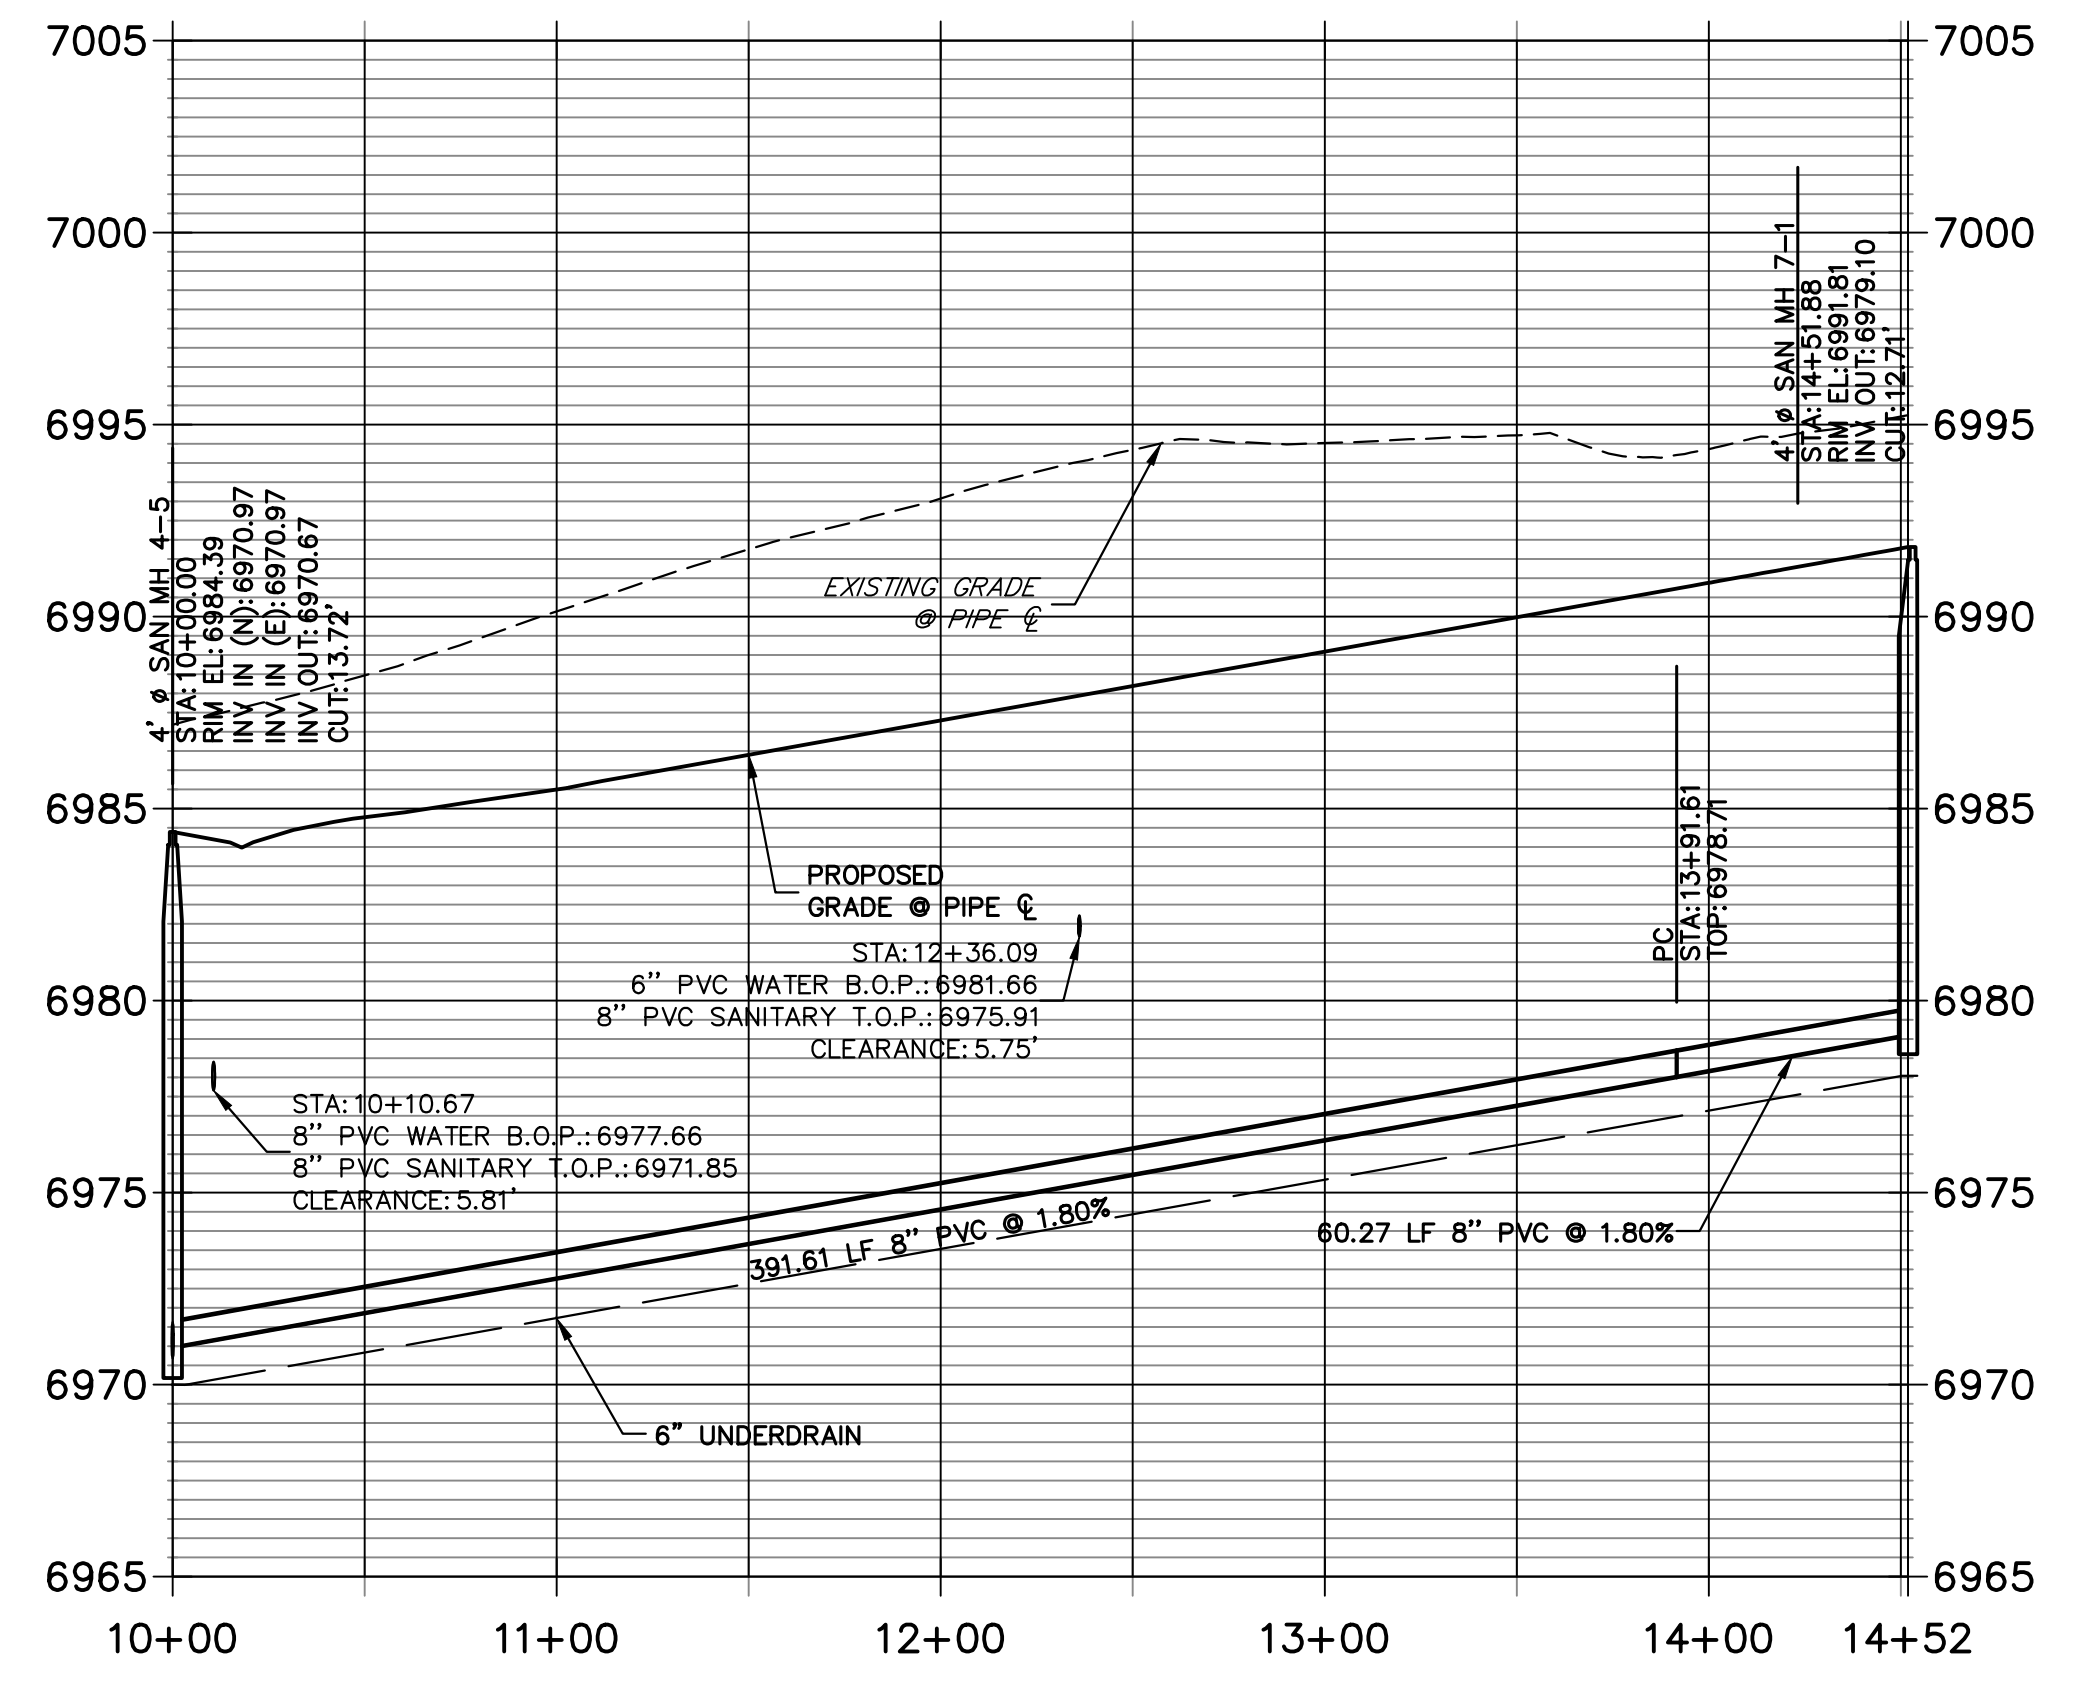 7005
7005
7000
7000
4' ø SAN MH 7-1
STA:14+51.88
RIM EL:6991.81
INV OUT:6979.10
CUT:12.71'
6995
6995
4' ø SAN MH 4-5
STA:10+00.00
RIM EL:6984.39
INV IN (N):6970.97
INV IN (E):6970.97
INV OUT:6970.67
CUT:13.72'
EXISTING GRADE
@ PIPE ℄
6990
6990
6985
6985
PC
STA:13+91.61
TOP:6978.71
PROPOSED
GRADE @ PIPE ℄
STA:12+36.09
6" PVC WATER B.O.P.:6981.66
8" PVC SANITARY T.O.P.:6975.91
CLEARANCE:5.75'
6980
6980
STA:10+10.67
8" PVC WATER B.O.P.:6977.66
8" PVC SANITARY T.O.P.:6971.85
CLEARANCE:5.81'
6975
6975
391.61 LF 8" PVC @ 1.80%
60.27 LF 8" PVC @ 1.80%
6970
6970
6" UNDERDRAIN
6965
6965
10+00
11+00
12+00
13+00
14+00
14+52